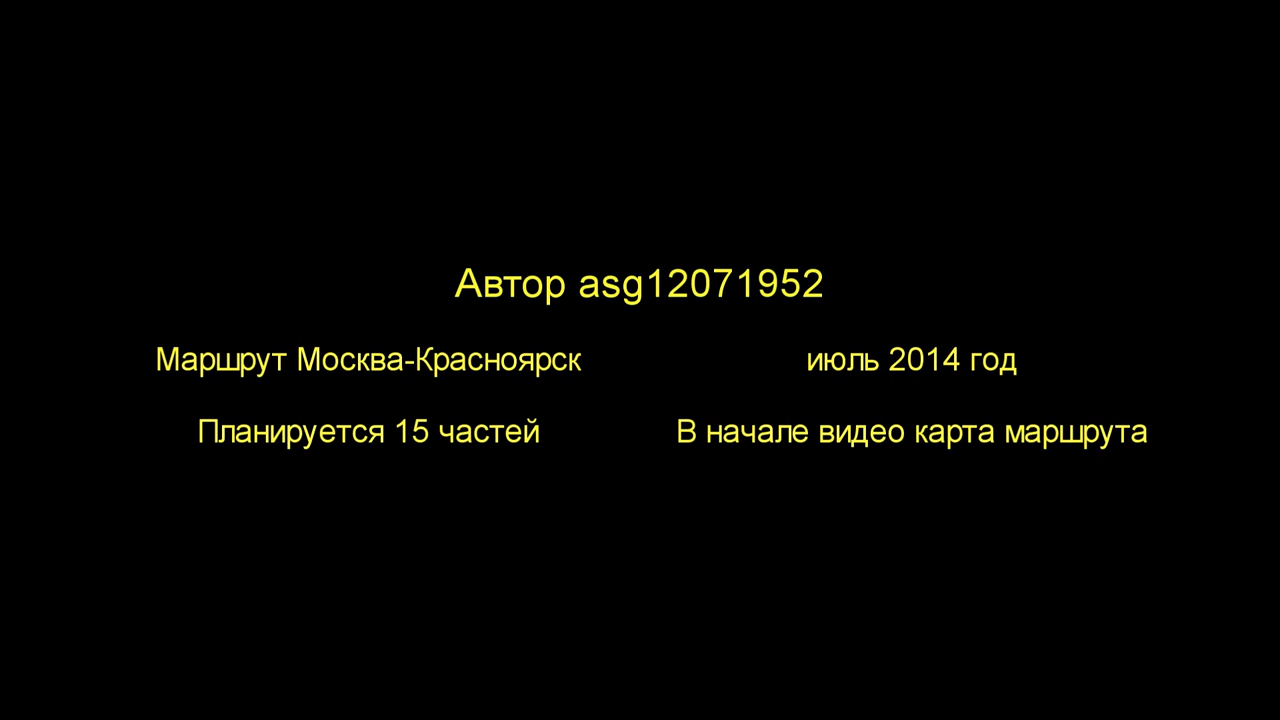 Автор asg12071952
Маршрут Москва-Красноярск июль 2014 год
Планируется 15 частей В начале видео карта маршрута